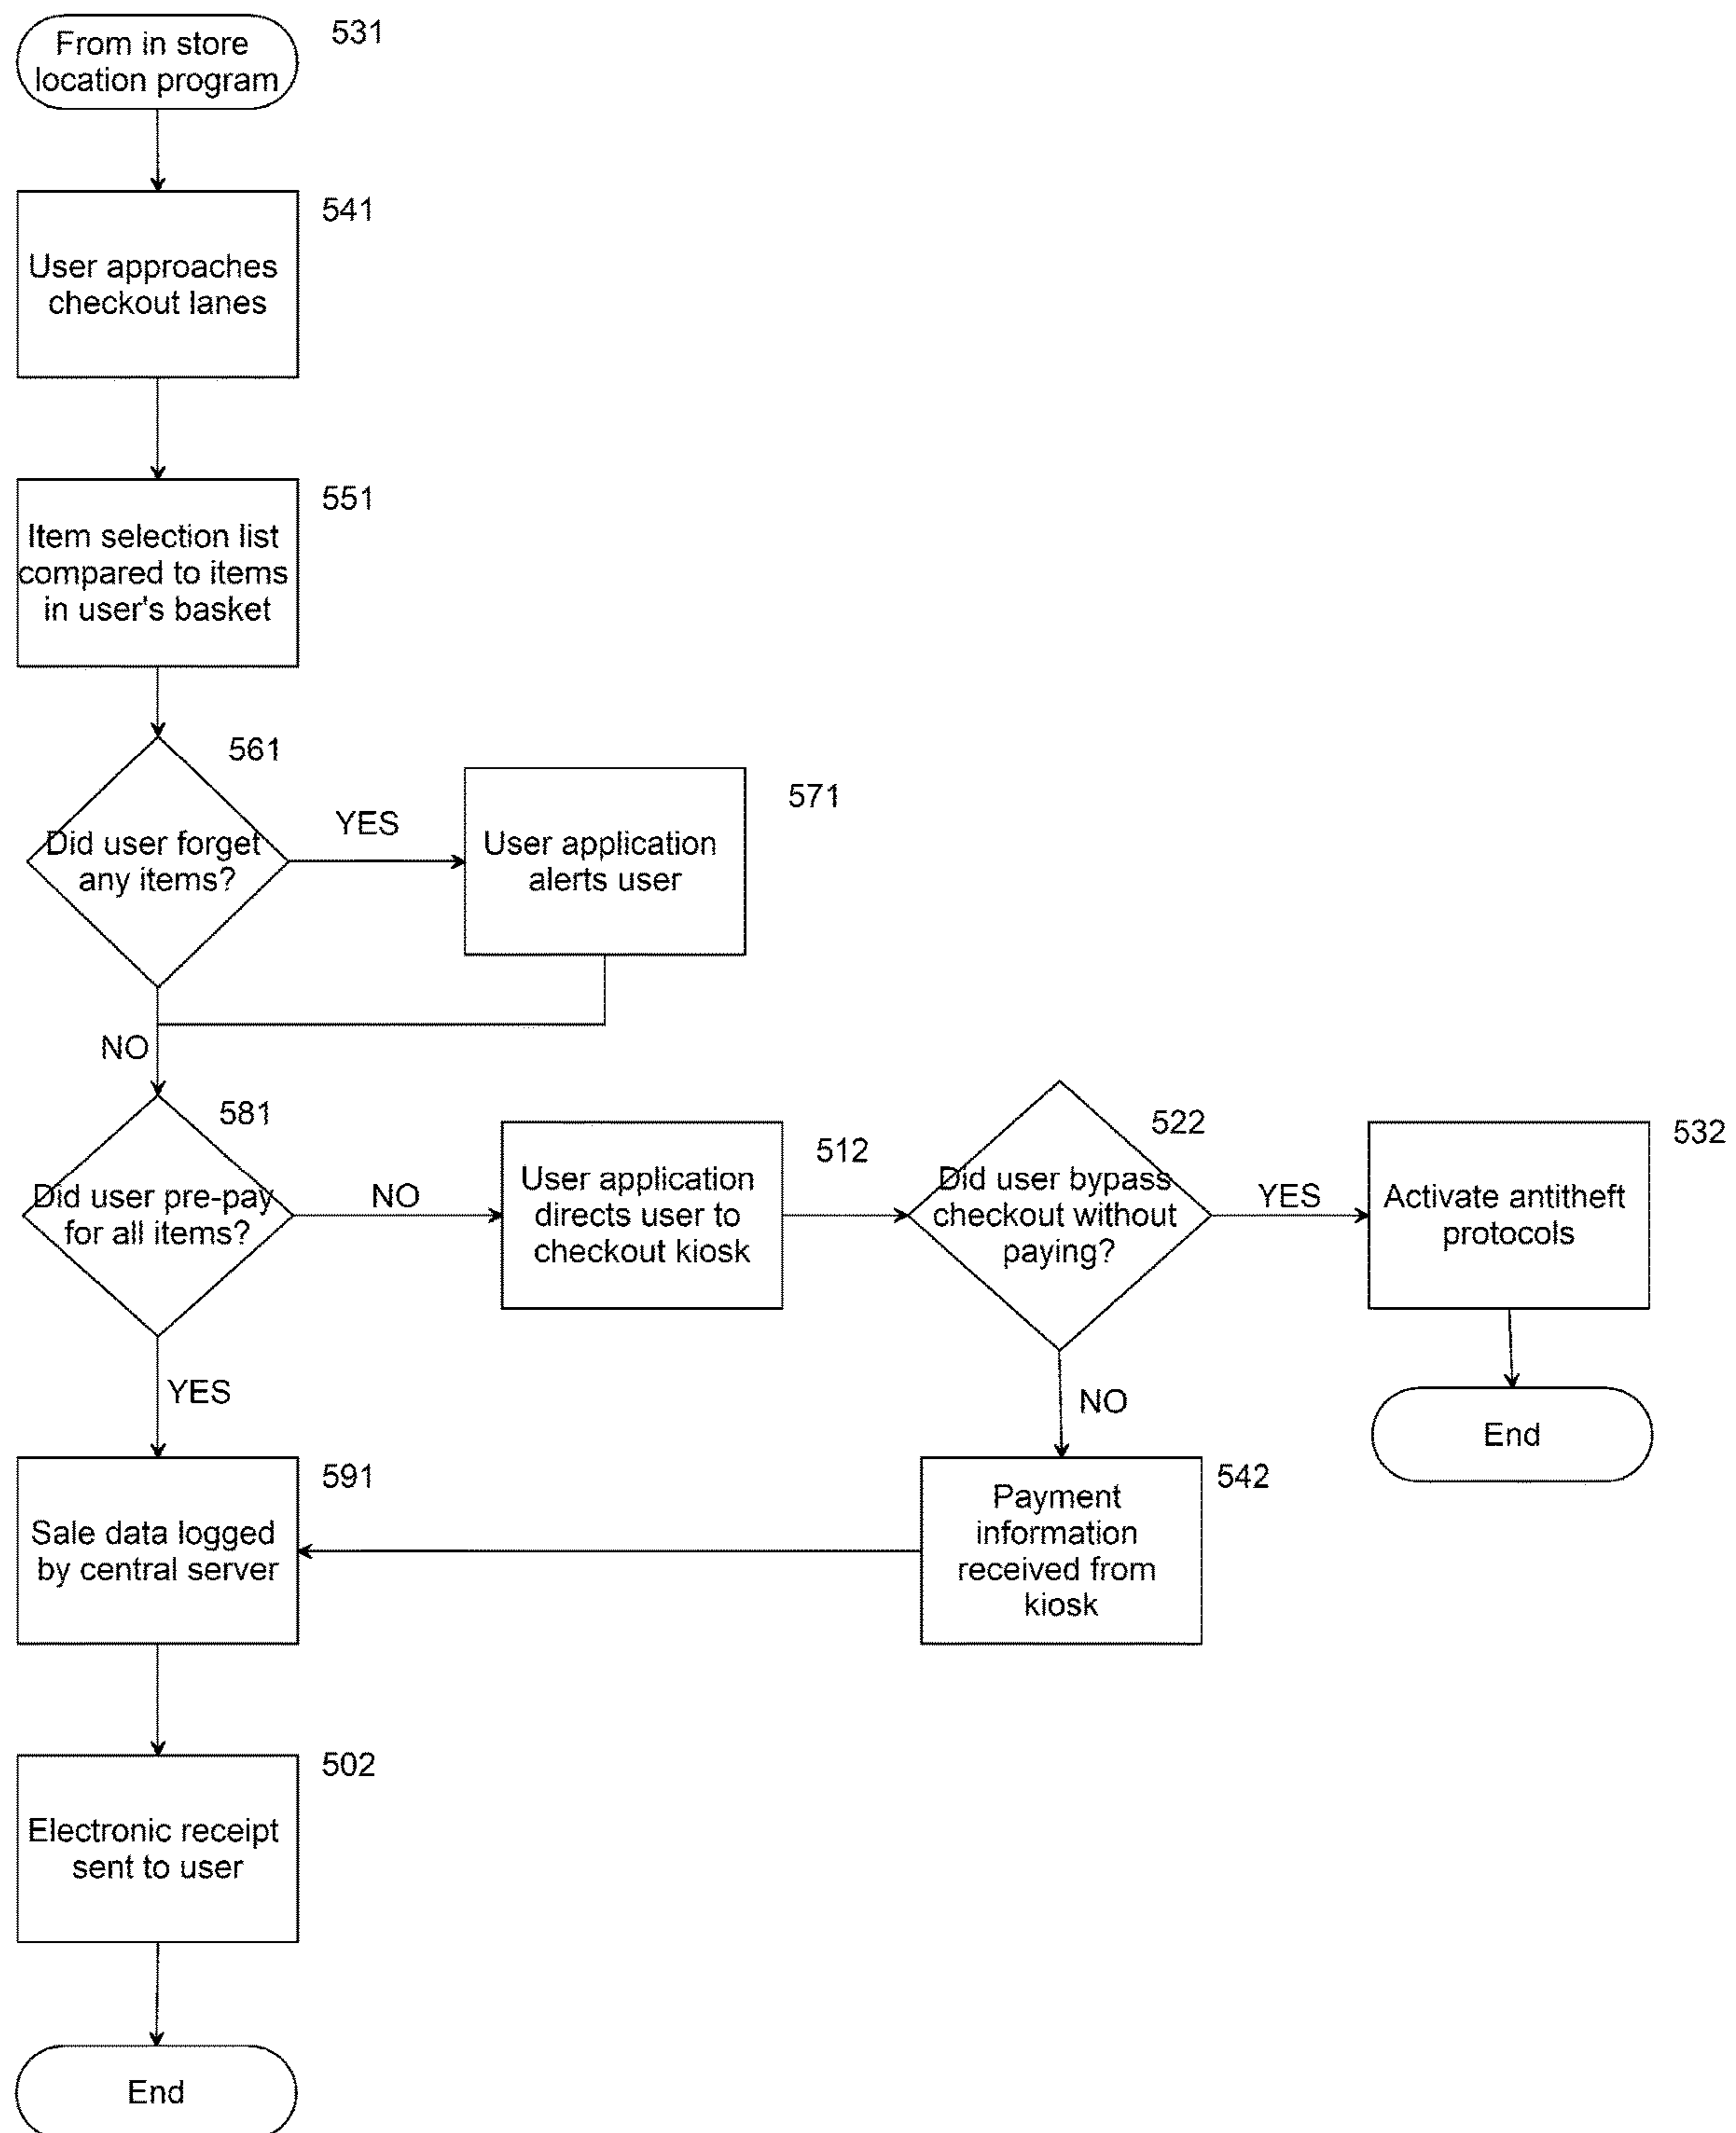 From in store
location program
531
541
User approaches
checkout lanes
551
Item selection list
compared to items
in user's basket
561
Did user forget
any items?
YES
571
User application
alerts user
NO
581
Did user pre-pay
for all items?
NO
User application
directs user to
checkout kiosk
512
522
Did user bypass
checkout without
paying?
YES
532
Activate antitheft
protocols
End
YES
NO
591
Sale data logged
by central server
542
Payment
information
received from
kiosk
502
Electronic receipt
sent to user
End